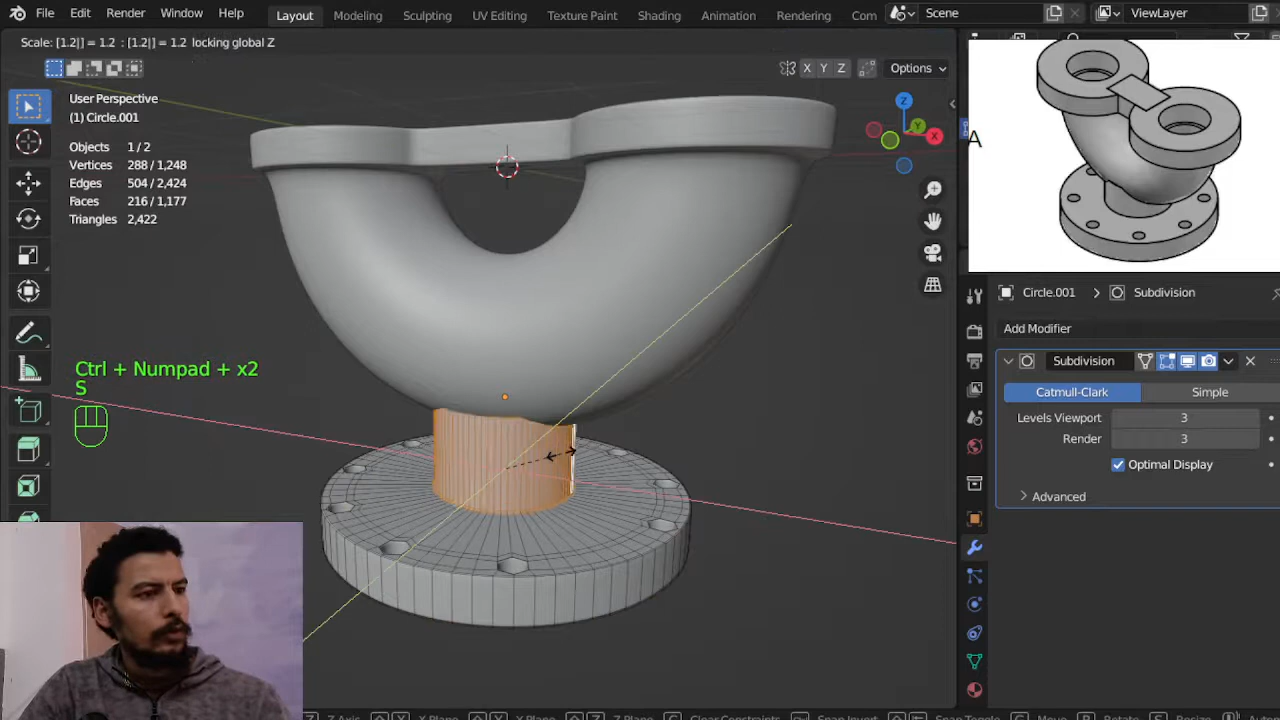 File Edit Render Window Help
Layout Modeling Sculpting UV Editing Texture Paint Shading Animation Rendering Com
Scene
ViewLayer
Scale: [1.2|] = 1.2 : [1.2|] = 1.2 locking global Z
X Y Z
Options
User Perspective
(1) Circle.001
Objects 1 / 2
Vertices 288 / 1,248
Edges 504 / 2,424
Faces 216 / 1,177
Triangles 2,422
Z
Y
X
A
Ctrl + Numpad + x2
S
Circle.001 > Subdivision
Add Modifier
Subdivision
Catmull-Clark Simple
Levels Viewport 3
Render 3
Optimal Display
Advanced